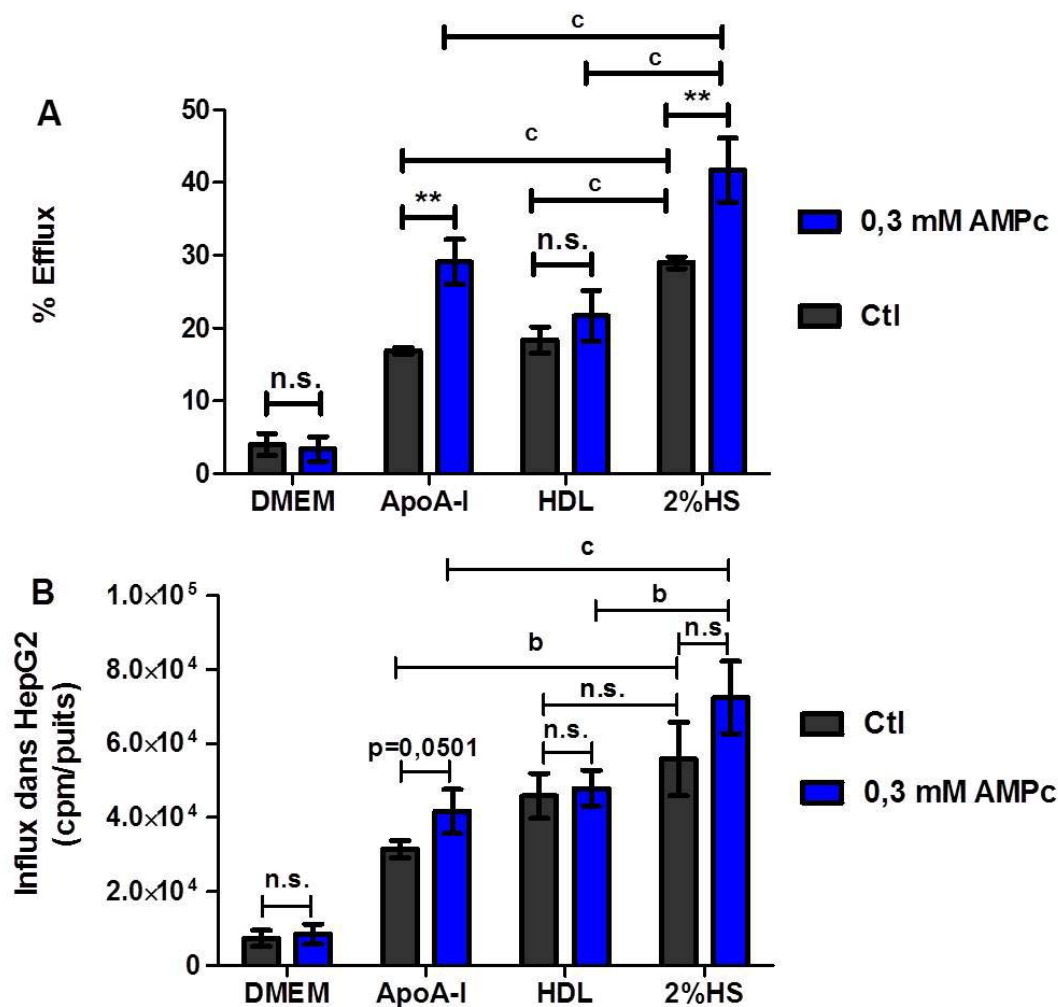 A
c
c
**
c
c
**
n.s.
n.s.
50
40
30
20
10
0
% Efflux
DMEM
ApoA-I
HDL
2%HS
0,3 mM AMPc
Ctl
B
c
b
n.s.
b
n.s.
n.s.
p=0,0501
n.s.
1.0×10⁵
8.0×10⁴
6.0×10⁴
4.0×10⁴
2.0×10⁴
0
Influx dans HepG2
(cpm/puits)
DMEM
ApoA-I
HDL
2%HS
Ctl
0,3 mM AMPc